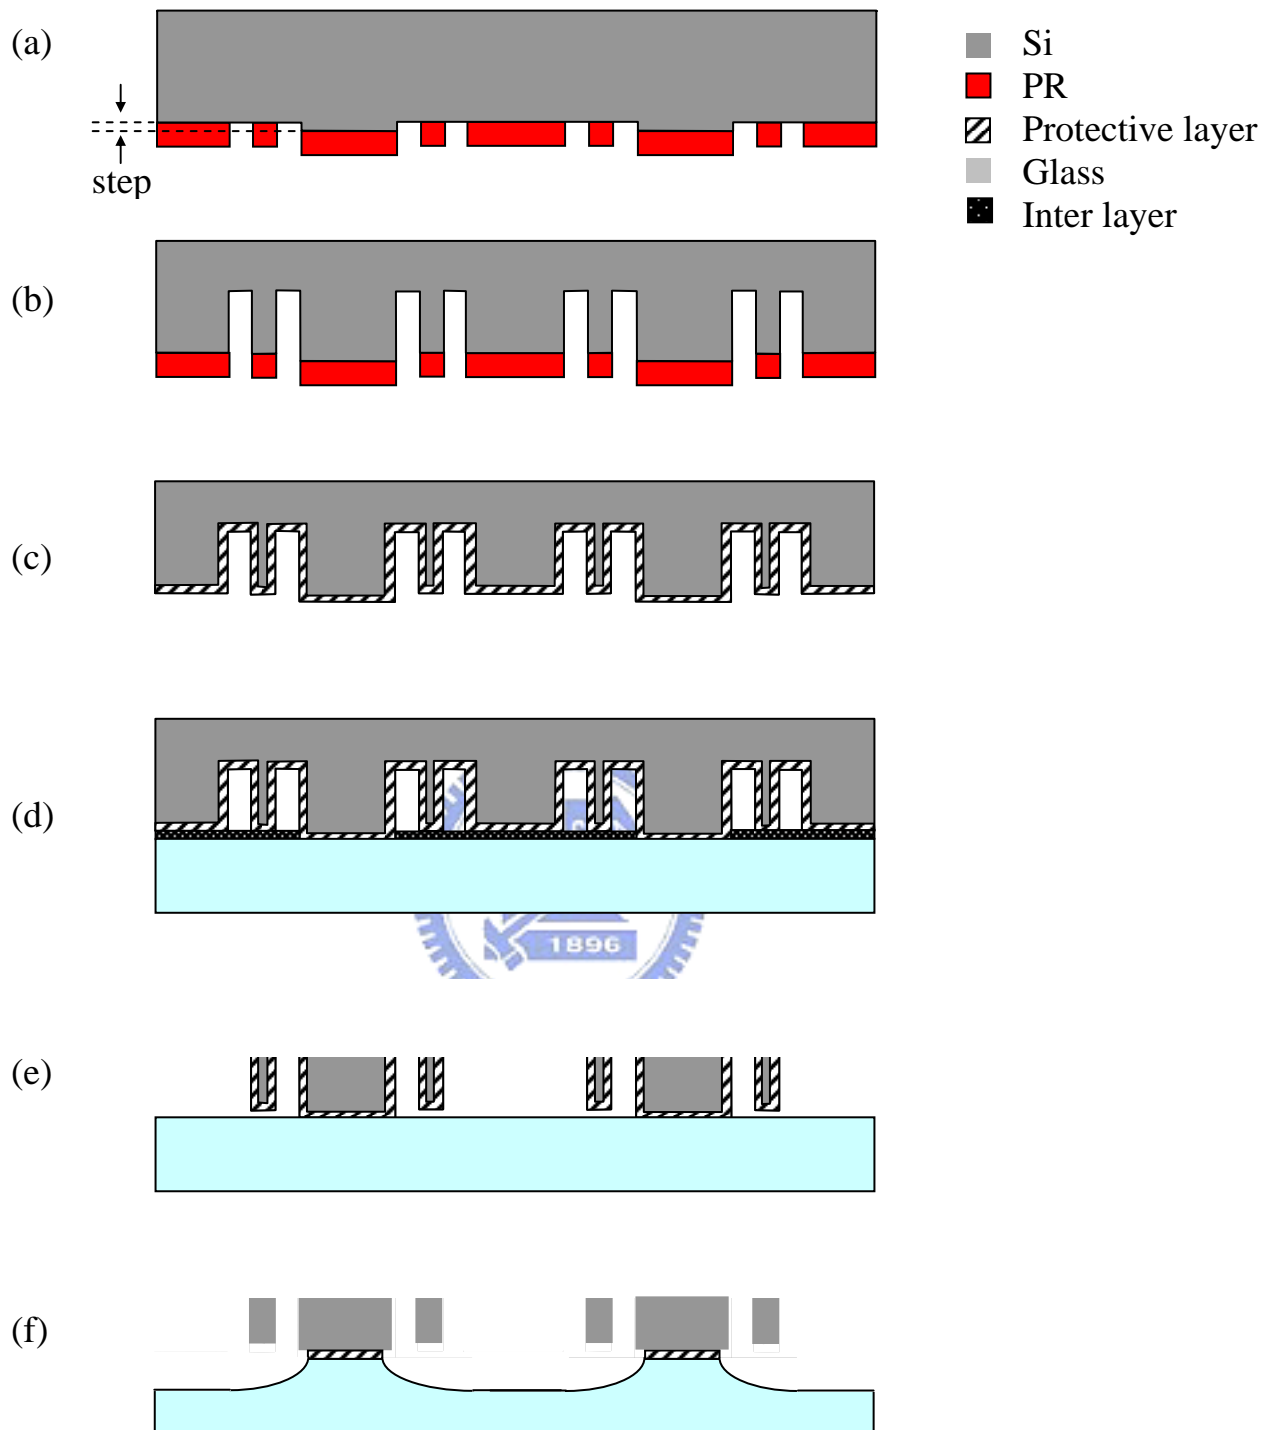 (a)
step
Si
PR
Protective layer
Glass
Inter layer
(b)
(c)
(d)
1896
(e)
(f)